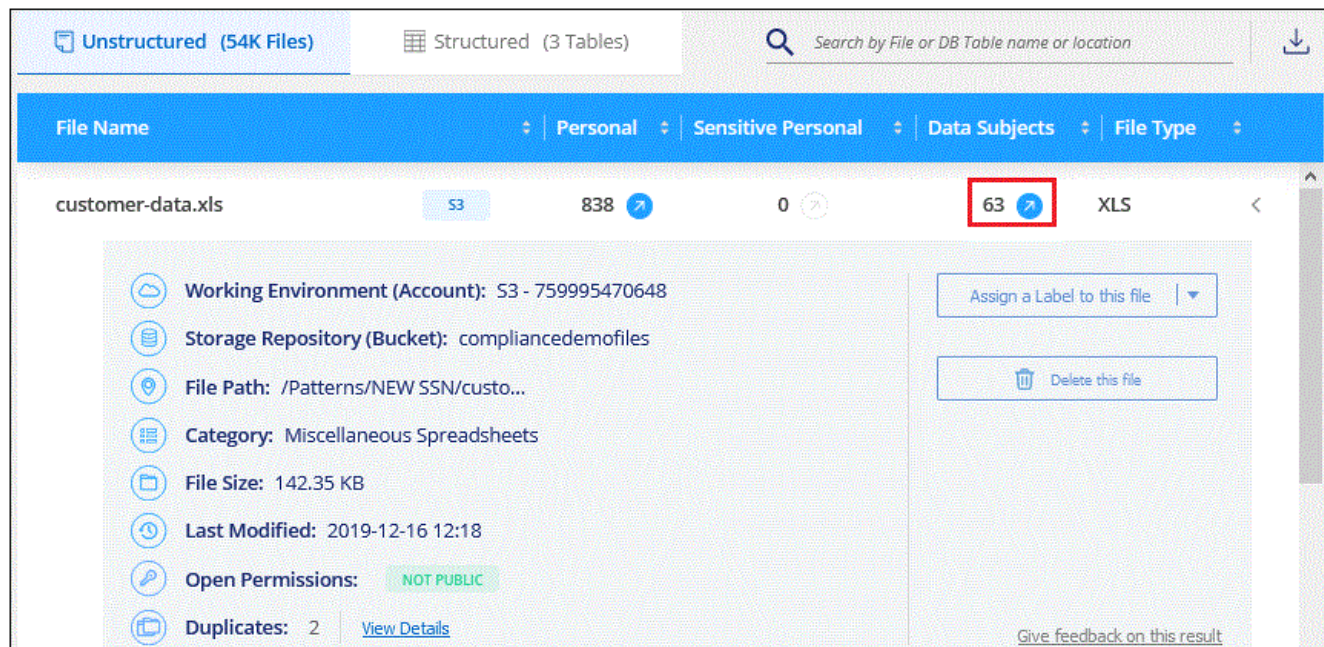 Unstructured (54K Files) Structured (3 Tables) Search by File or DB Table name or location
File Name Personal Sensitive Personal Data Subjects File Type
customer-data.xls S3 838 0 63 XLS
Working Environment (Account): S3 - 759995470648 Assign a Label to this file
Storage Repository (Bucket): compliancedemofiles
File Path: /Patterns/NEW SSN/custo... Delete this file
Category: Miscellaneous Spreadsheets
File Size: 142.35 KB
Last Modified: 2019-12-16 12:18
Open Permissions: NOT PUBLIC
Duplicates: 2 View Details Give feedback on this result